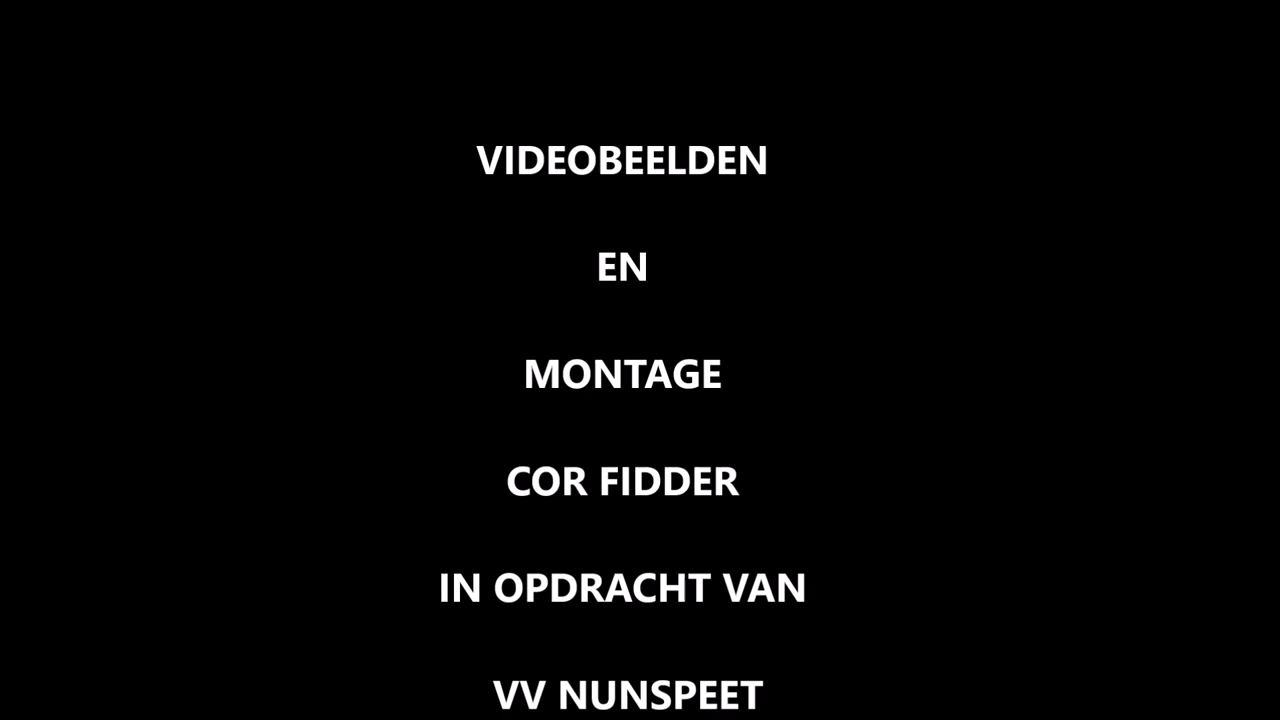 VIDEOBEELDEN
EN
MONTAGE
COR FIDDER
IN OPDRACHT VAN
VV NUNSPEET